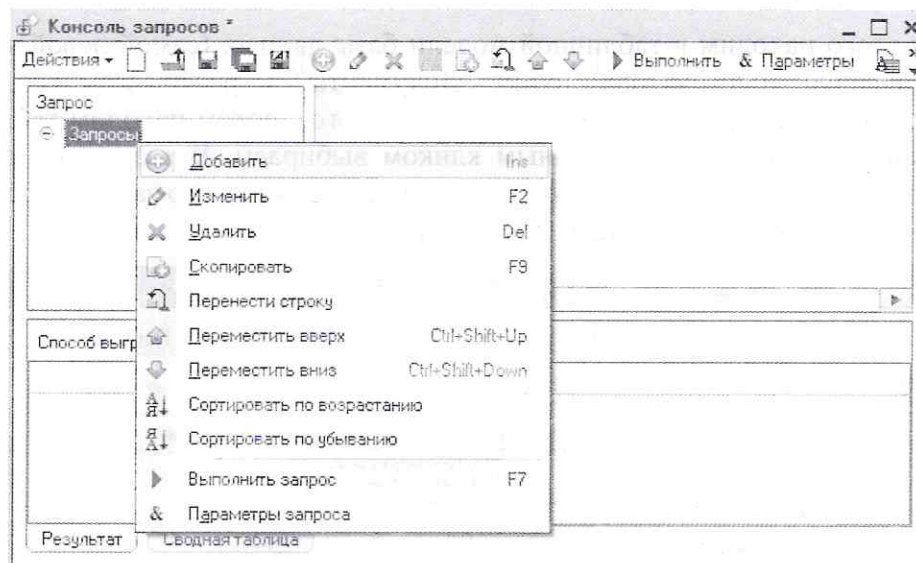 Консоль запросов *
Действия Выполнить & Параметры
Запрос
Запросы
Добавить Ins
Изменить F2
Удалить Del
Скопировать F9
Перенести строку
Переместить вверх Ctrl+Shift+Up
Способ выгр
Переместить вниз Ctrl+Shift+Down
Сортировать по возрастанию
Сортировать по убыванию
Выполнить запрос F7
& Параметры запроса
Результат Сводная таблица